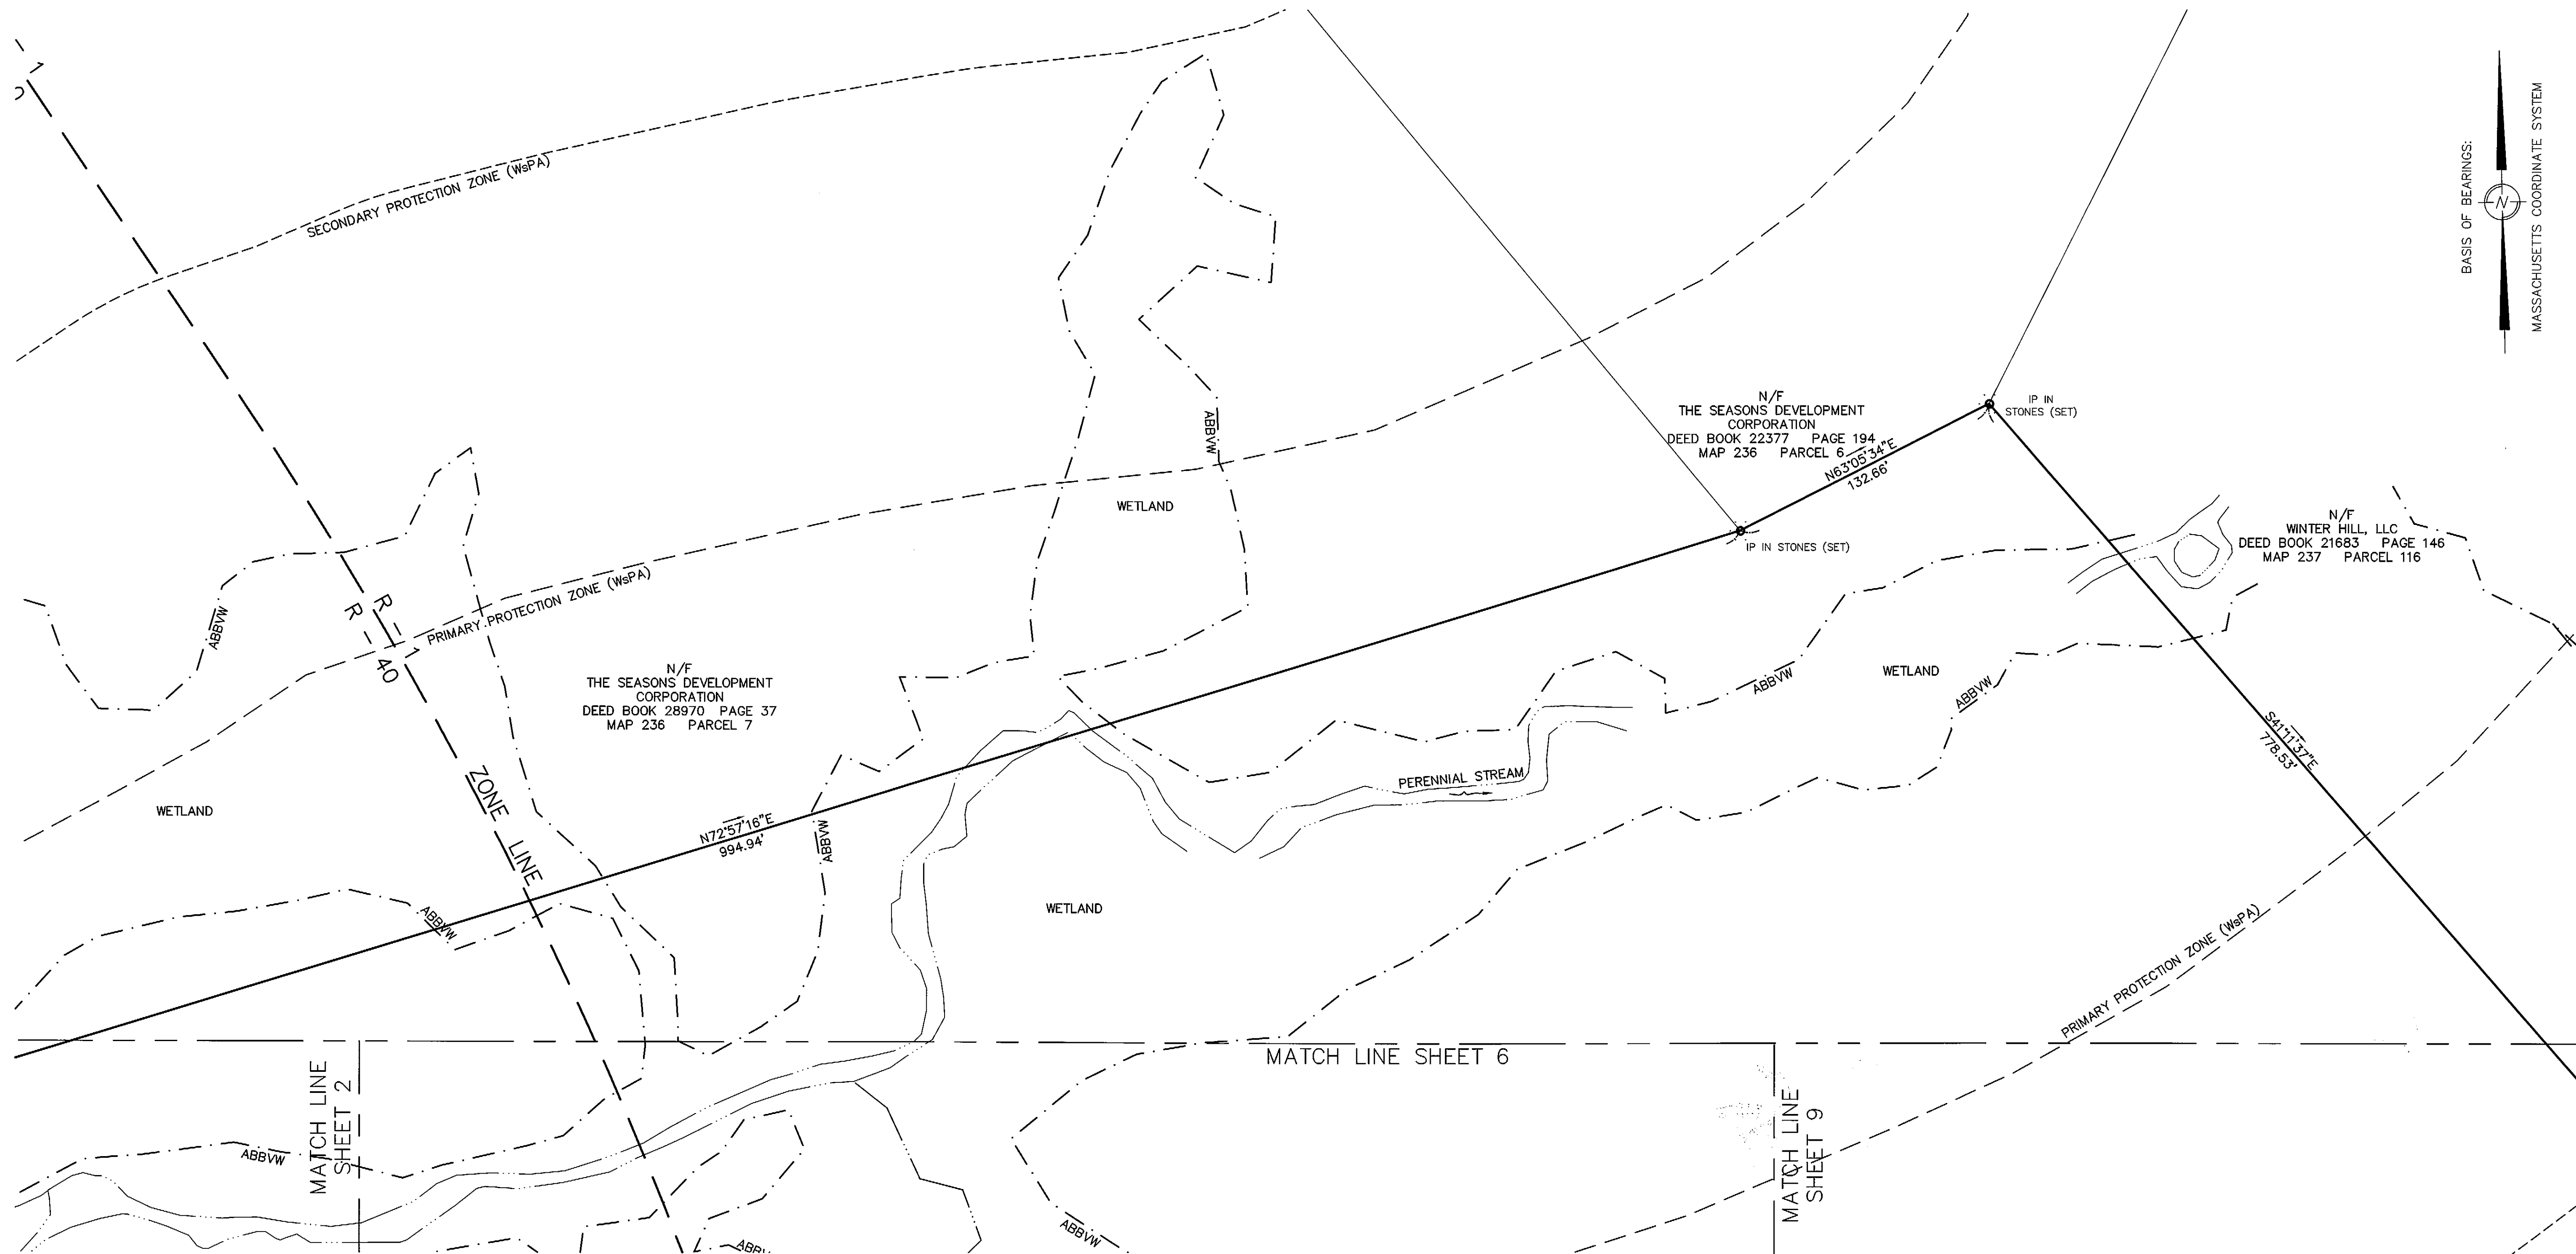 SECONDARY PROTECTION ZONE (WsPA)
BASIS OF BEARINGS:
N
MASSACHUSETTS COORDINATE SYSTEM
N/F
THE SEASONS DEVELOPMENT
CORPORATION
DEED BOOK 22377 PAGE 194
MAP 236 PARCEL 6
N63°05'34"E
132.66'
IP IN
STONES (SET)
IP IN STONES (SET)
ABBVW
WETLAND
N/F
WINTER HILL, LLC
DEED BOOK 21683 PAGE 146
MAP 237 PARCEL 116
ABBVW
R-1
R-40
PRIMARY PROTECTION ZONE (WsPA)
N/F
THE SEASONS DEVELOPMENT
CORPORATION
DEED BOOK 28970 PAGE 37
MAP 236 PARCEL 7
WETLAND
ABBVW
ABBVW
S41°11'37"E
778.53'
PERENNIAL STREAM
WETLAND
ZONE LINE
N72°57'16"E
994.94'
ABBVW
ABBVW
WETLAND
PRIMARY PROTECTION ZONE (WsPA)
MATCH LINE SHEET 6
MATCH LINE
SHEET 2
MATCH LINE
SHEET 9
ABBVW
ABBVW